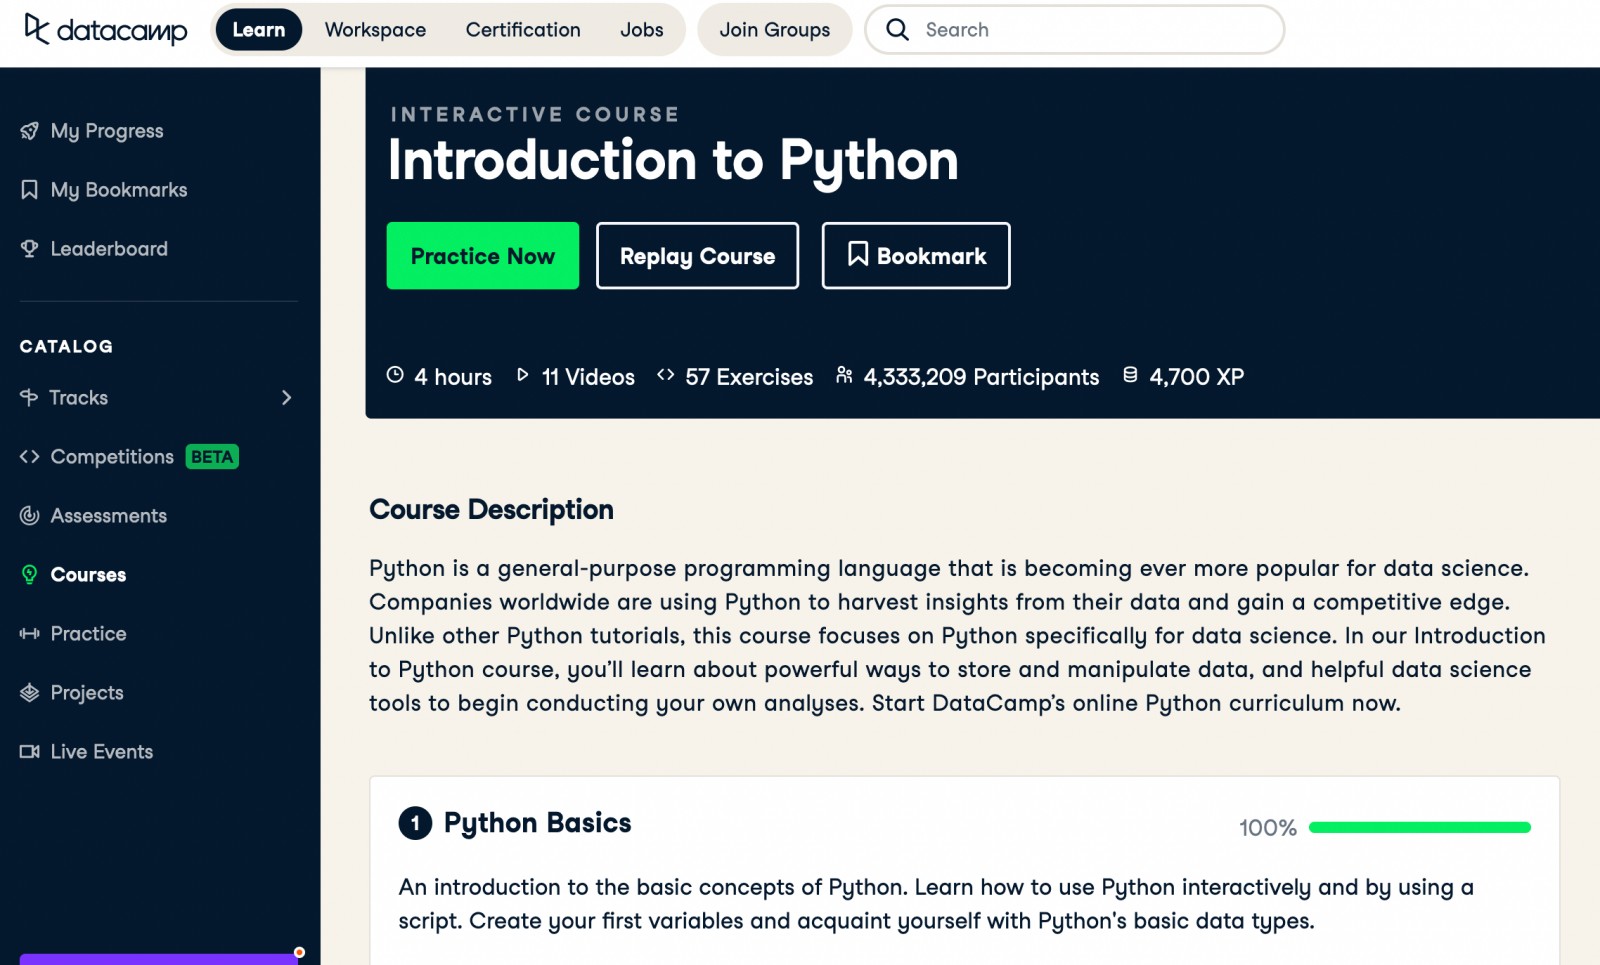 datacamp
Learn
Workspace
Certification
Jobs
Join Groups
Search
My Progress
My Bookmarks
Leaderboard
CATALOG
Tracks
Competitions BETA
Assessments
Courses
Practice
Projects
Live Events
INTERACTIVE COURSE
Introduction to Python
Practice Now
Replay Course
Bookmark
4 hours
11 Videos
57 Exercises
4,333,209 Participants
4,700 XP
Course Description
Python is a general-purpose programming language that is becoming ever more popular for data science.
Companies worldwide are using Python to harvest insights from their data and gain a competitive edge.
Unlike other Python tutorials, this course focuses on Python specifically for data science. In our Introduction
to Python course, you’ll learn about powerful ways to store and manipulate data, and helpful data science
tools to begin conducting your own analyses. Start DataCamp’s online Python curriculum now.
1 Python Basics
100%
An introduction to the basic concepts of Python. Learn how to use Python interactively and by using a
script. Create your first variables and acquaint yourself with Python's basic data types.